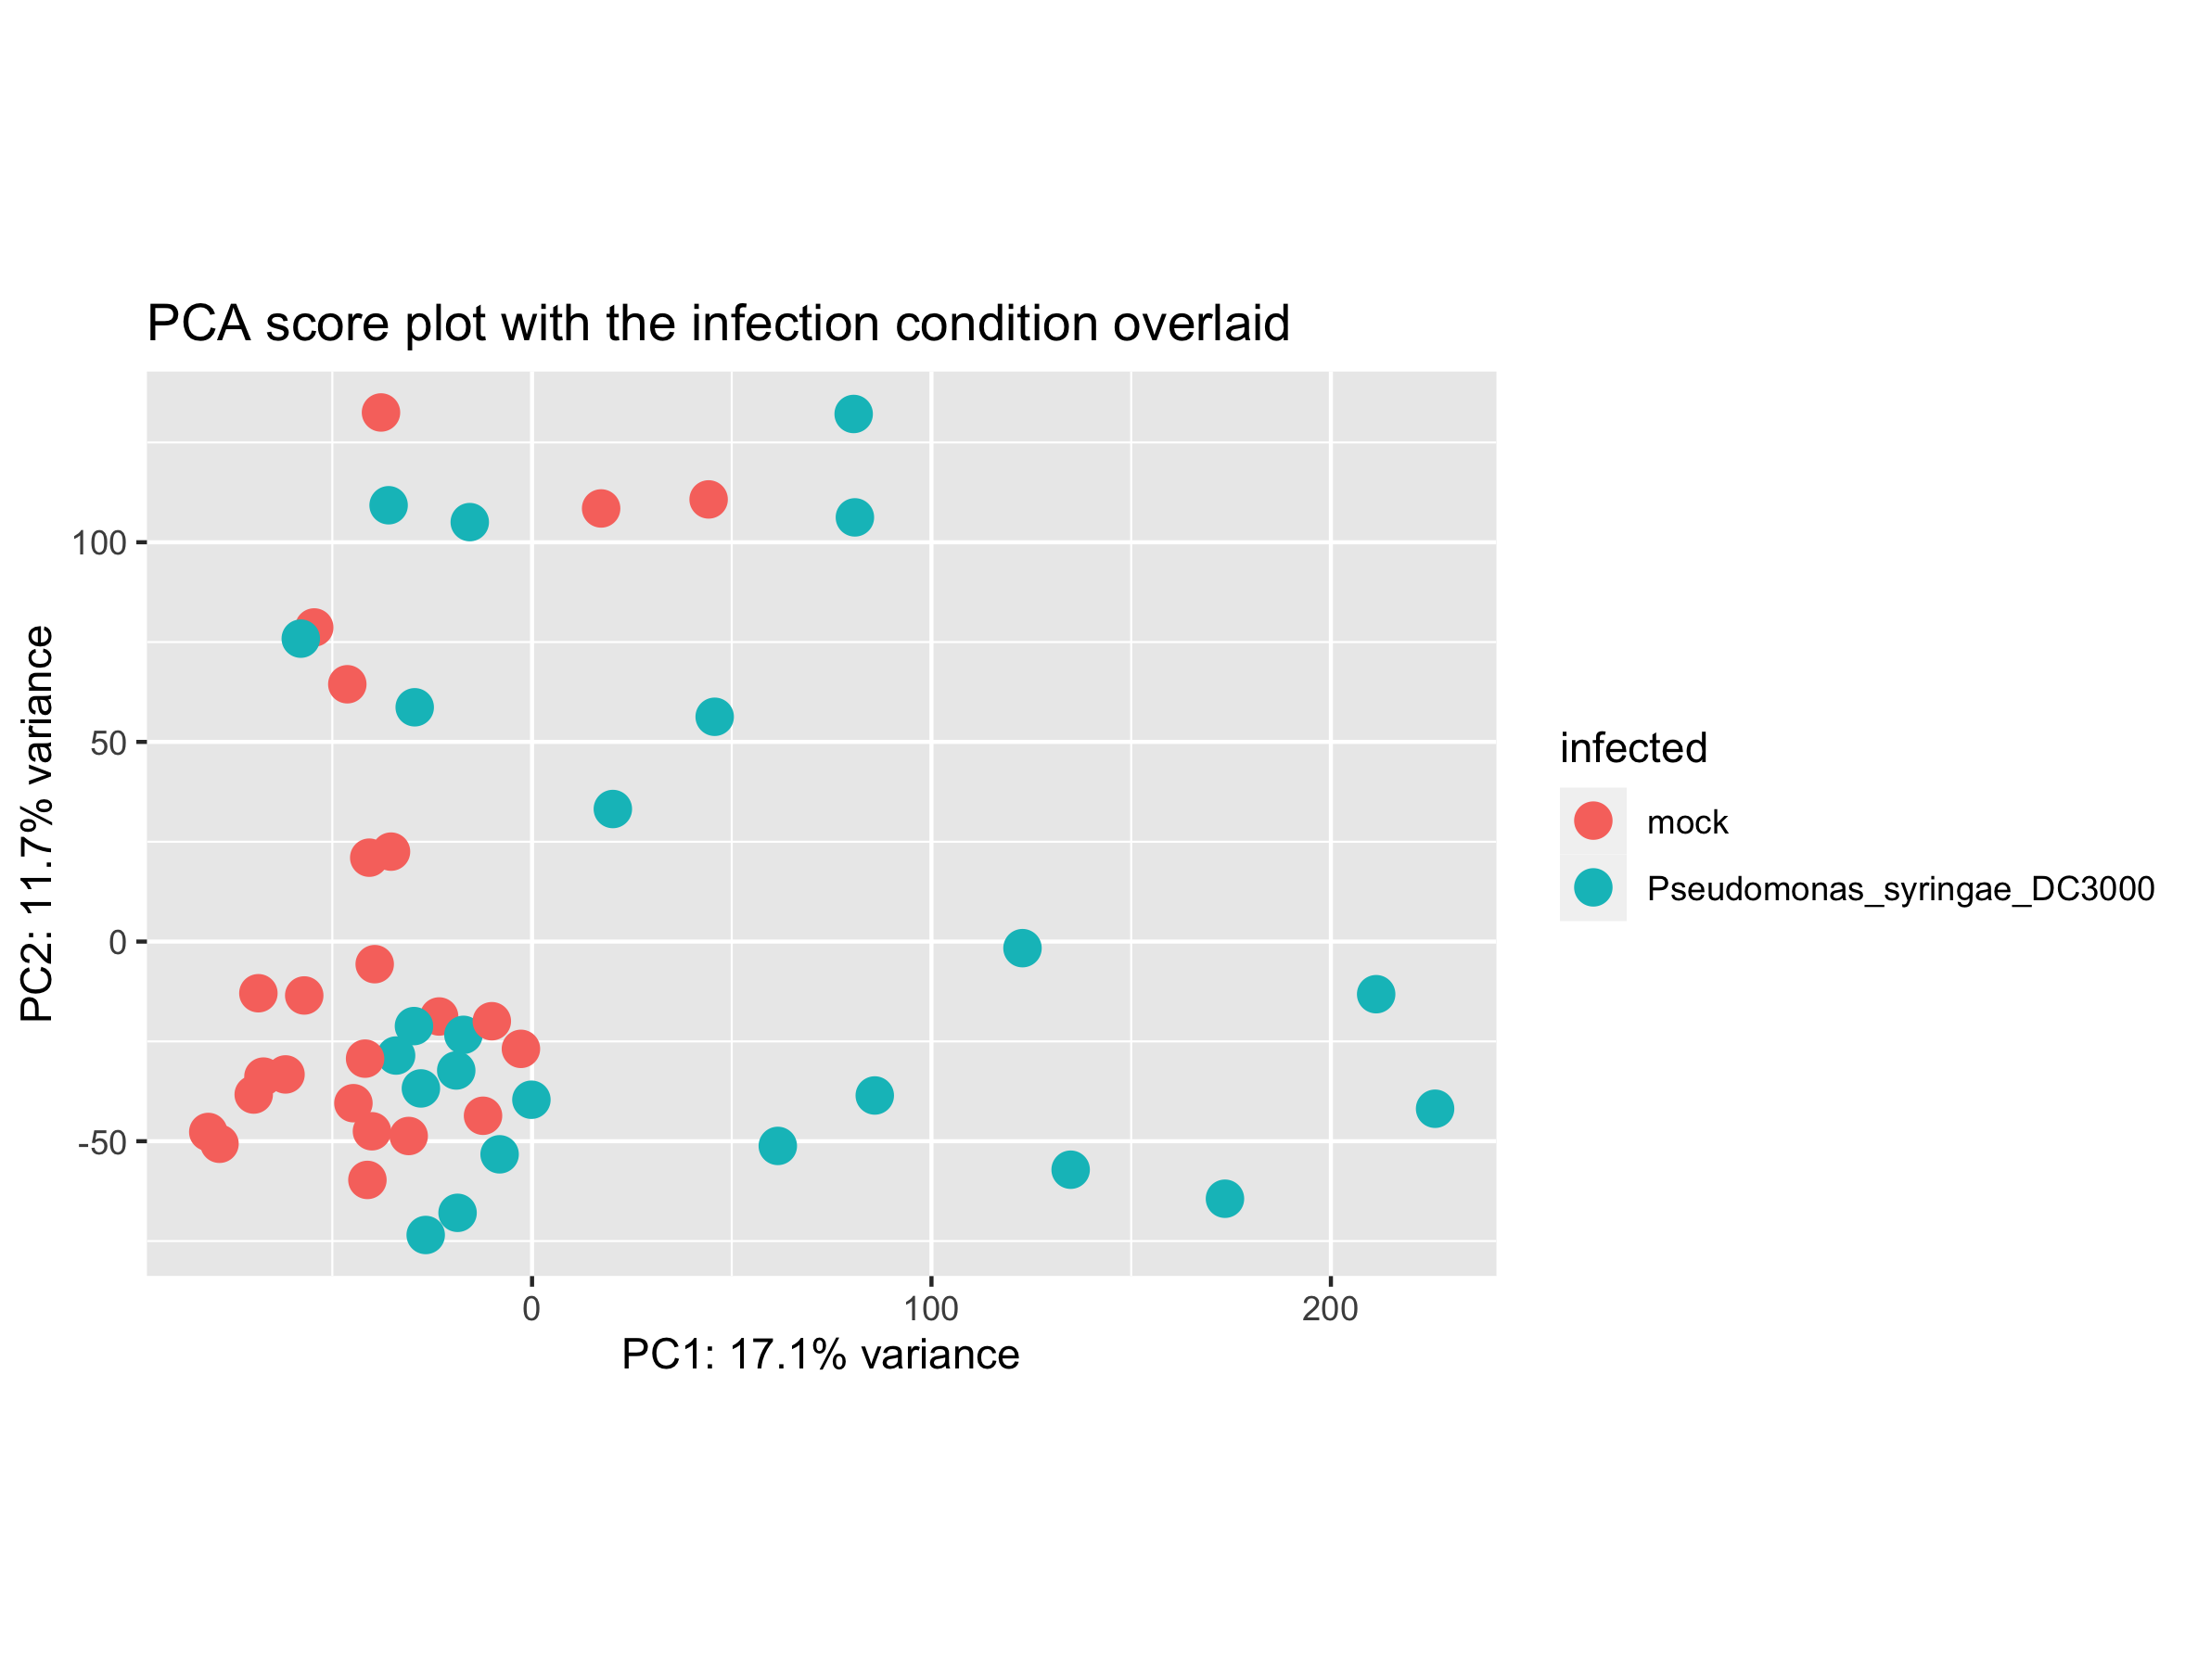 PCA score plot with the infection condition overlaid
100
50
0
-50
PC2: 11.7% variance
0
100
200
PC1: 17.1% variance
infected
mock
Pseudomonas_syringae_DC3000